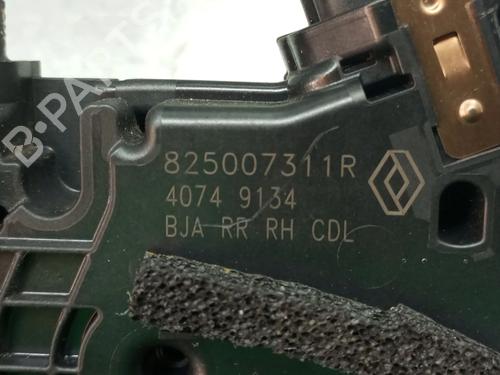 825007311R
4074 9134
BJA RR RH CDL
B-PARTS